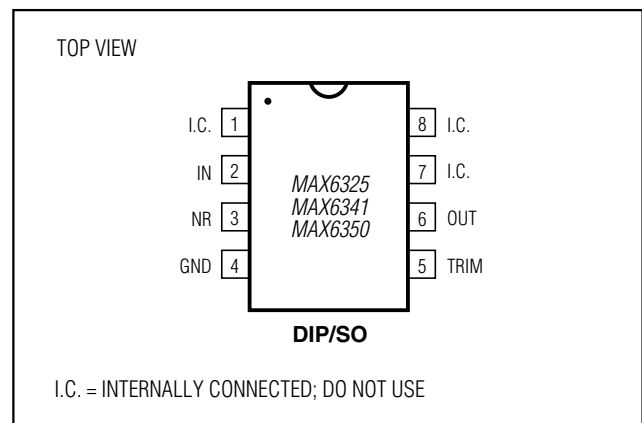 TOP VIEW
I.C. 1
IN 2
NR 3
GND 4
MAX6325
MAX6341
MAX6350
8 I.C.
7 I.C.
6 OUT
5 TRIM
DIP/SO
I.C. = INTERNALLY CONNECTED; DO NOT USE